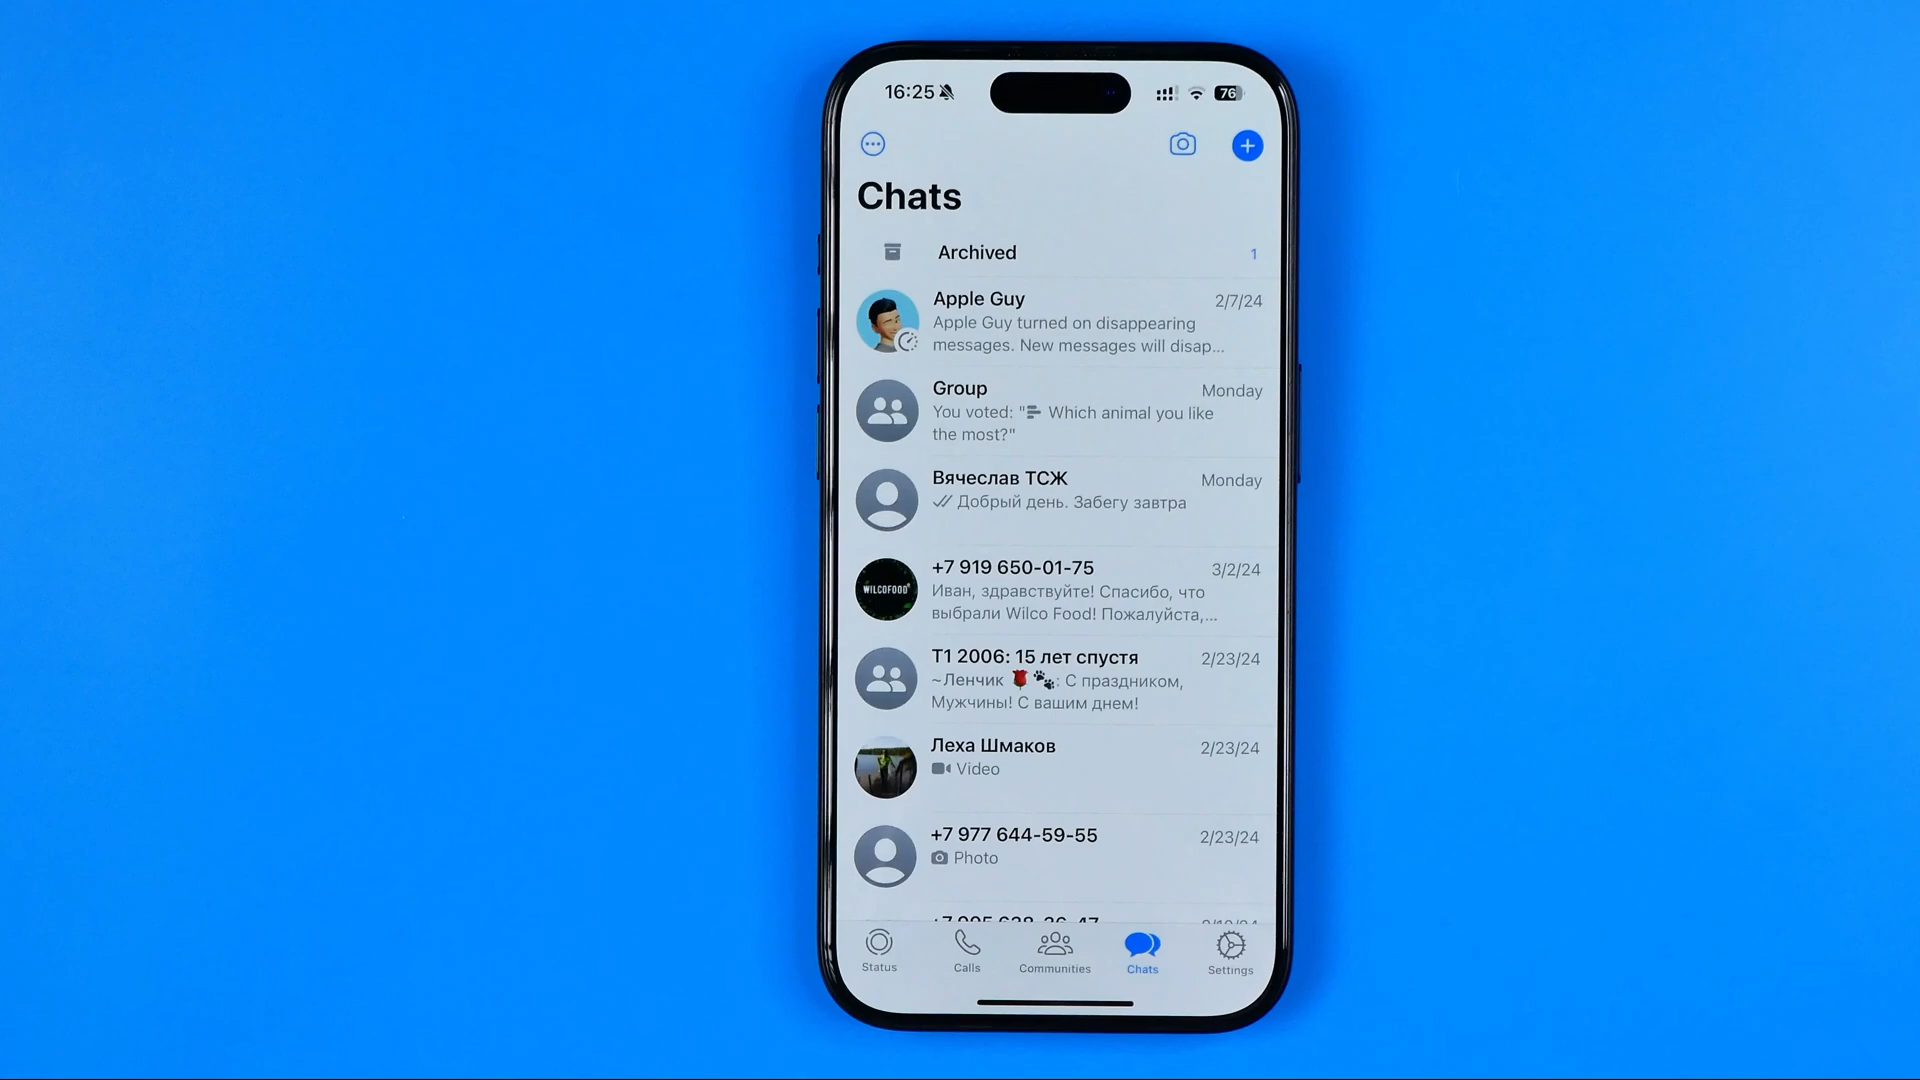 16:25
76
Chats
Archived
1
Apple Guy
2/7/24
Apple Guy turned on disappearing
messages. New messages will disap...
Group
Monday
You voted: " Which animal you like
the most?"
Вячеслав ТСЖ
Monday
Добрый день. Забегу завтра
WILCOFOOD
+7 919 650-01-75
3/2/24
Иван, здравствуйте! Спасибо, что
выбрали Wilco Food! Пожалуйста,...
Т1 2006: 15 лет спустя
2/23/24
~Ленчик 🌹🐾: С праздником,
Мужчины! С вашим днем!
Леха Шмаков
2/23/24
Video
+7 977 644-59-55
2/23/24
Photo
Status
Calls
Communities
Chats
Settings